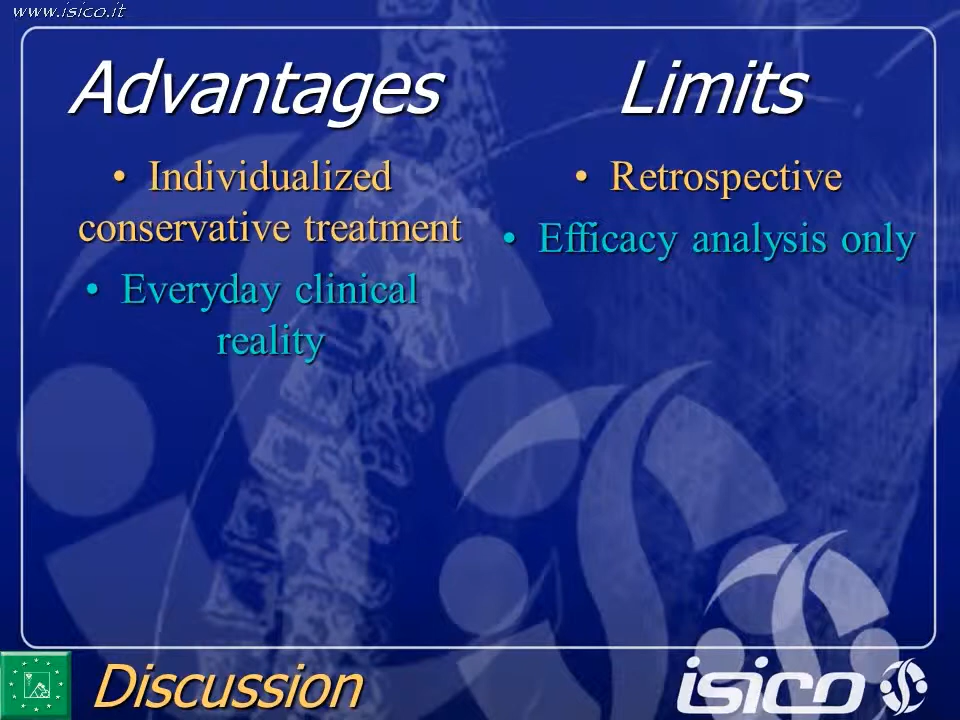 www.isico.it
Advantages
• Individualized
conservative treatment
• Everyday clinical
reality
Limits
• Retrospective
• Efficacy analysis only
Discussion
isico